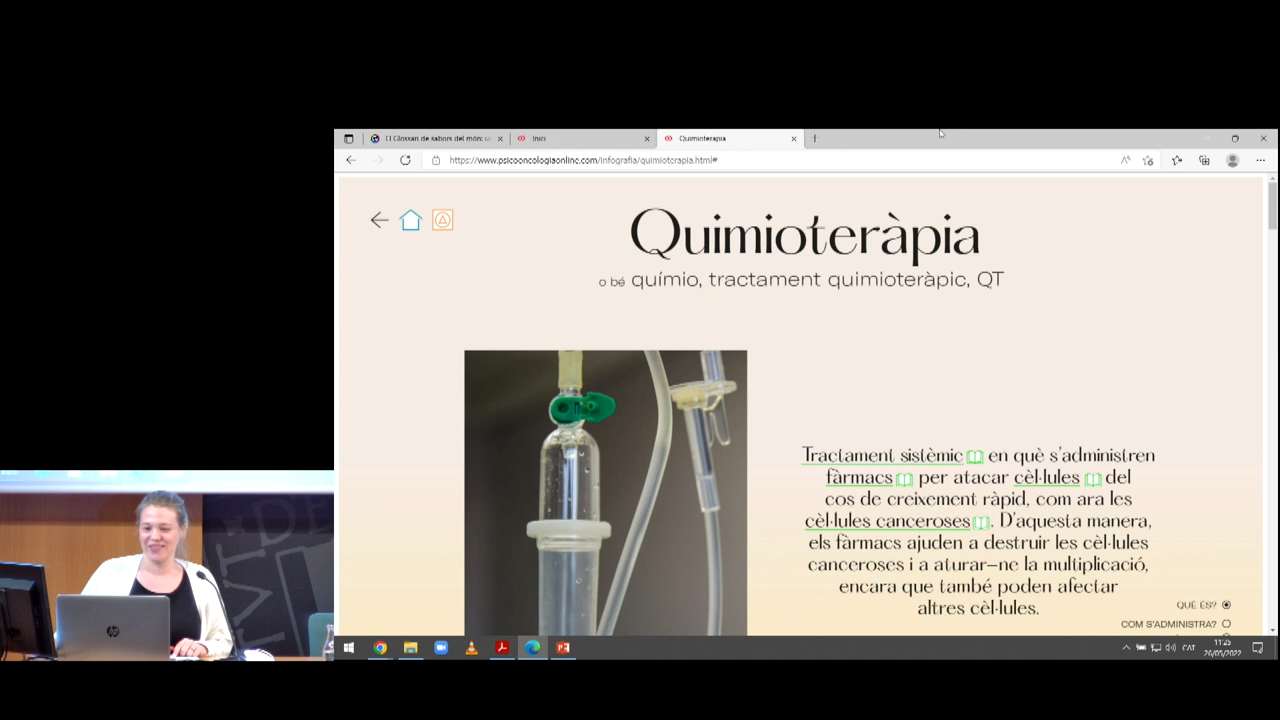 El Glossari de sabors del món: u
Inici
Quimioterapia
https://www.psicooncologiaonline.com/infografia/quimioterapia.html#
Quimioteràpia
o bé químio, tractament quimioteràpic, QT
Tractament sistèmic en què s'administren
fàrmacs per atacar cèl·lules del
cos de creixement ràpid, com ara les
cèl·lules canceroses. D'aquesta manera,
els fàrmacs ajuden a destruir les cèl·lules
canceroses i a aturar-ne la multiplicació,
encara que també poden afectar
altres cèl·lules.
QUÈ ÉS?
COM S'ADMINISTRA?
hp
CAT
11:25
26/05/2022